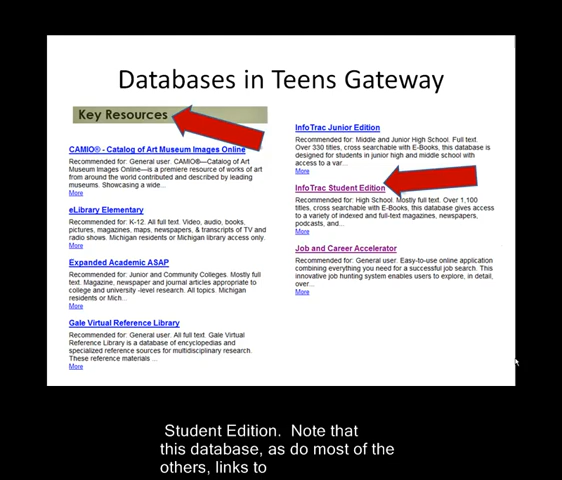 Databases in Teens Gateway
Key Resources
CAMIO® - Catalog of Art Museum Images Online
Recommended for: General user. CAMIO®—Catalog of Art
Museum Images Online—is a premiere resource of works of art
from around the world contributed and described by leading
museums. Showcasing a wide...
More
eLibrary Elementary
Recommended for: K-12. All full text. Video, audio, books,
pictures, magazines, maps, newspapers, & transcripts of TV and
radio shows. Michigan residents or Michigan library access only.
More
Expanded Academic ASAP
Recommended for: Junior and Community Colleges. Mostly full
text. Magazine, newspaper and journal articles appropriate to
college and university -level research. All topics. Michigan
residents or Mich...
More
Gale Virtual Reference Library
Recommended for: General user. All full text. Gale Virtual
Reference Library is a database of encyclopedias and
specialized reference sources for multidisciplinary research.
These reference materials ...
More
InfoTrac Junior Edition
Recommended for: Middle and Junior High School. Full text.
Over 330 titles, cross searchable with E-Books, this database is
designed for students in junior high and middle school with
access to a var...
More
InfoTrac Student Edition
Recommended for: High School. Mostly full text. Over 1,100
titles, cross searchable with E-Books, this database gives access
to a variety of indexed and full-text magazines, newspapers,
podcasts, and...
More
Job and Career Accelerator
Recommended for: General user. Easy-to-use online application
combining everything you need for a successful job search. This
innovative job hunting system enables users to explore, in detail,
over...
More
Student Edition. Note that
this database, as do most of the
others, links to